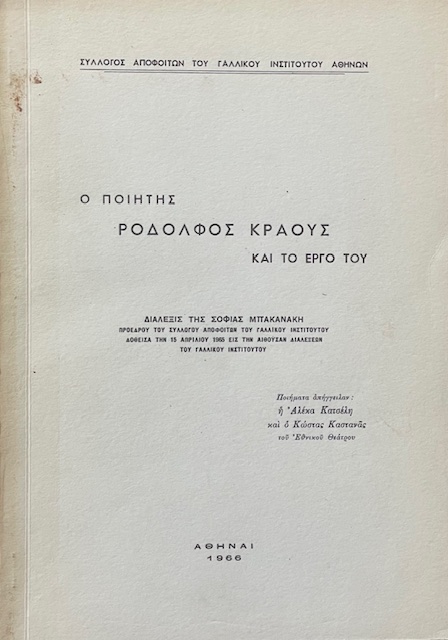 ΣΥΛΛΟΓΟΣ ΑΠΟΦΟΙΤΩΝ ΤΟΥ ΓΑΛΛΙΚΟΥ ΙΝΣΤΙΤΟΥΤΟΥ ΑΘΗΝΩΝ
Ο ΠΟΙΗΤΗΣ
ΡΟΔΟΛΦΟΣ ΚΡΑΟΥΣ
ΚΑΙ ΤΟ ΕΡΓΟ ΤΟΥ
ΔΙΑΛΕΞΙΣ ΤΗΣ ΣΟΦΙΑΣ ΜΠΑΚΑΝΑΚΗ
ΠΡΟΕΔΡΟΥ ΤΟΥ ΣΥΛΛΟΓΟΥ ΑΠΟΦΟΙΤΩΝ ΤΟΥ ΓΑΛΛΙΚΟΥ ΙΝΣΤΙΤΟΥΤΟΥ
ΔΟΘΕΙΣΑ ΤΗΝ 15 ΑΠΡΙΛΙΟΥ 1965 ΕΙΣ ΤΗΝ ΑΙΘΟΥΣΑΝ ΔΙΑΛΕΞΕΩΝ
ΤΟΥ ΓΑΛΛΙΚΟΥ ΙΝΣΤΙΤΟΥΤΟΥ
Ποιήματα ἀπήγγειλαν :
ἡ Ἀλέκα Κατσέλη
καὶ ὁ Κώστας Καστανᾶς
τοῦ Ἐθνικοῦ Θεάτρου
ΑΘΗΝΑΙ
1966